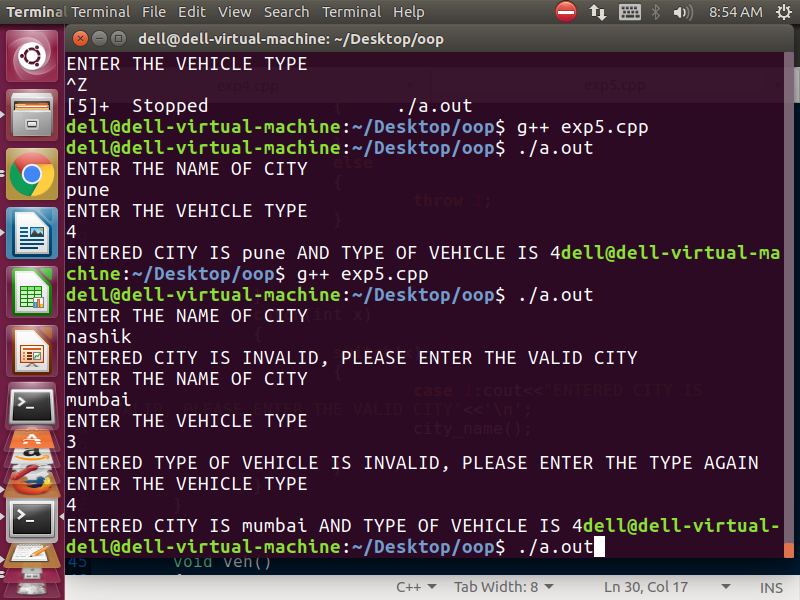 Terminal Terminal File Edit View Search Terminal Help 8:54 AM
dell@dell-virtual-machine: ~/Desktop/oop
ENTER THE VEHICLE TYPE
^Z
[5]+  Stopped                 ./a.out
dell@dell-virtual-machine:~/Desktop/oop$ g++ exp5.cpp
dell@dell-virtual-machine:~/Desktop/oop$ ./a.out
ENTER THE NAME OF CITY
pune
ENTER THE VEHICLE TYPE
4
ENTERED CITY IS pune AND TYPE OF VEHICLE IS 4dell@dell-virtual-ma
chine:~/Desktop/oop$ g++ exp5.cpp
dell@dell-virtual-machine:~/Desktop/oop$ ./a.out
ENTER THE NAME OF CITY
nashik
ENTERED CITY IS INVALID, PLEASE ENTER THE VALID CITY
ENTER THE NAME OF CITY
mumbai
ENTER THE VEHICLE TYPE
3
ENTERED TYPE OF VEHICLE IS INVALID, PLEASE ENTER THE TYPE AGAIN
ENTER THE VEHICLE TYPE
4
ENTERED CITY IS mumbai AND TYPE OF VEHICLE IS 4dell@dell-virtual-
dell@dell-virtual-machine:~/Desktop/oop$ ./a.out
45 void ven()
C++ Tab Width: 8 Ln 30, Col 17 INS